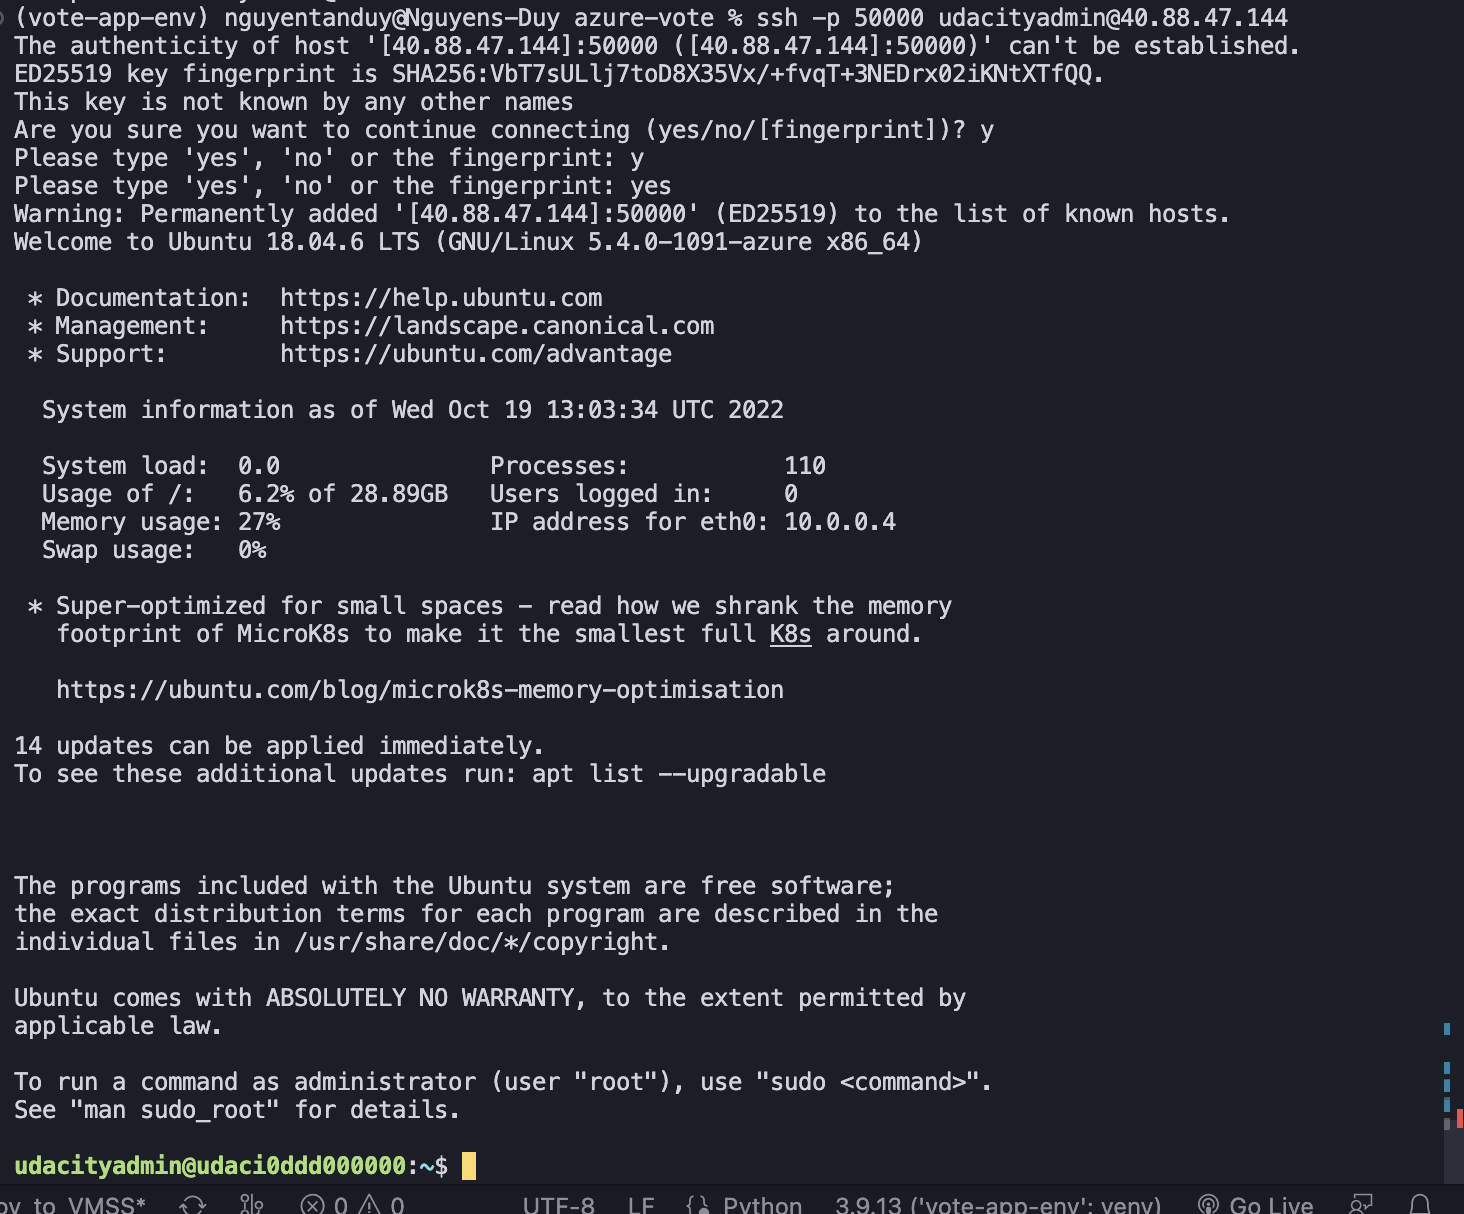 (vote-app-env) nguyentanduy@Nguyens-Duy azure-vote % ssh -p 50000 udacityadmin@40.88.47.144
The authenticity of host '[40.88.47.144]:50000 ([40.88.47.144]:50000)' can't be established.
ED25519 key fingerprint is SHA256:VbT7sULlj7toD8X35Vx/+fvqT+3NEDrx02iKNtXTfQQ.
This key is not known by any other names
Are you sure you want to continue connecting (yes/no/[fingerprint])? y
Please type 'yes', 'no' or the fingerprint: y
Please type 'yes', 'no' or the fingerprint: yes
Warning: Permanently added '[40.88.47.144]:50000' (ED25519) to the list of known hosts.
Welcome to Ubuntu 18.04.6 LTS (GNU/Linux 5.4.0-1091-azure x86_64)
* Documentation:  https://help.ubuntu.com
* Management:     https://landscape.canonical.com
* Support:        https://ubuntu.com/advantage
System information as of Wed Oct 19 13:03:34 UTC 2022
System load:  0.0               Processes:           110
Usage of /:   6.2% of 28.89GB   Users logged in:     0
Memory usage: 27%               IP address for eth0: 10.0.0.4
Swap usage:   0%
* Super-optimized for small spaces - read how we shrank the memory
footprint of MicroK8s to make it the smallest full K8s around.
https://ubuntu.com/blog/microk8s-memory-optimisation
14 updates can be applied immediately.
To see these additional updates run: apt list --upgradable
The programs included with the Ubuntu system are free software;
the exact distribution terms for each program are described in the
individual files in /usr/share/doc/*/copyright.
Ubuntu comes with ABSOLUTELY NO WARRANTY, to the extent permitted by
applicable law.
To run a command as administrator (user "root"), use "sudo <command>".
See "man sudo_root" for details.
udacityadmin@udaci0ddd000000:~$
to_VMSS* 0 0 UTF-8 LF Python 3.9.13 ('vote-app-env': venv) Go Live